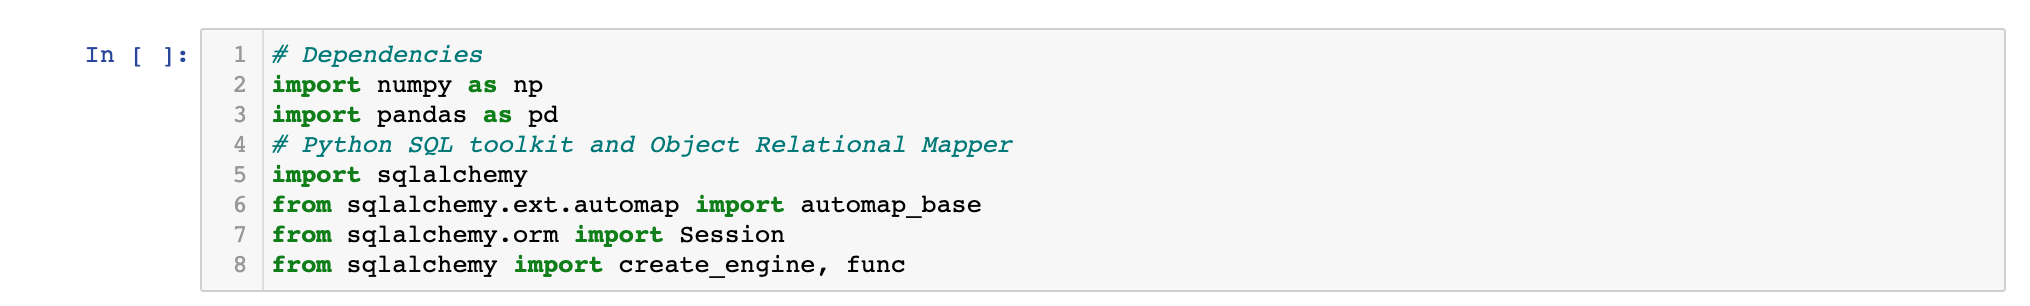 In [ ]:
1 # Dependencies
2 import numpy as np
3 import pandas as pd
4 # Python SQL toolkit and Object Relational Mapper
5 import sqlalchemy
6 from sqlalchemy.ext.automap import automap_base
7 from sqlalchemy.orm import Session
8 from sqlalchemy import create_engine, func